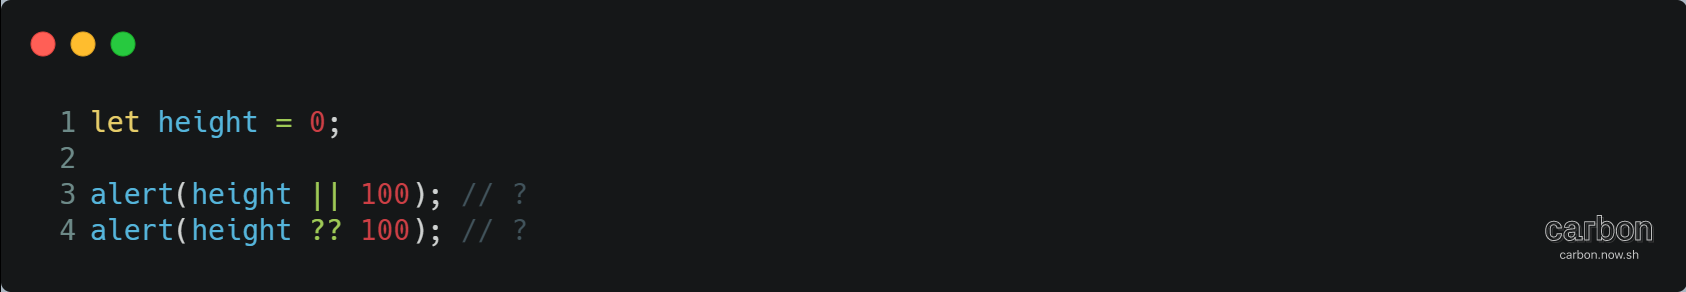 1 let height = 0;
2
3 alert(height || 100); // ?
4 alert(height ?? 100); // ?
carbon
carbon.now.sh